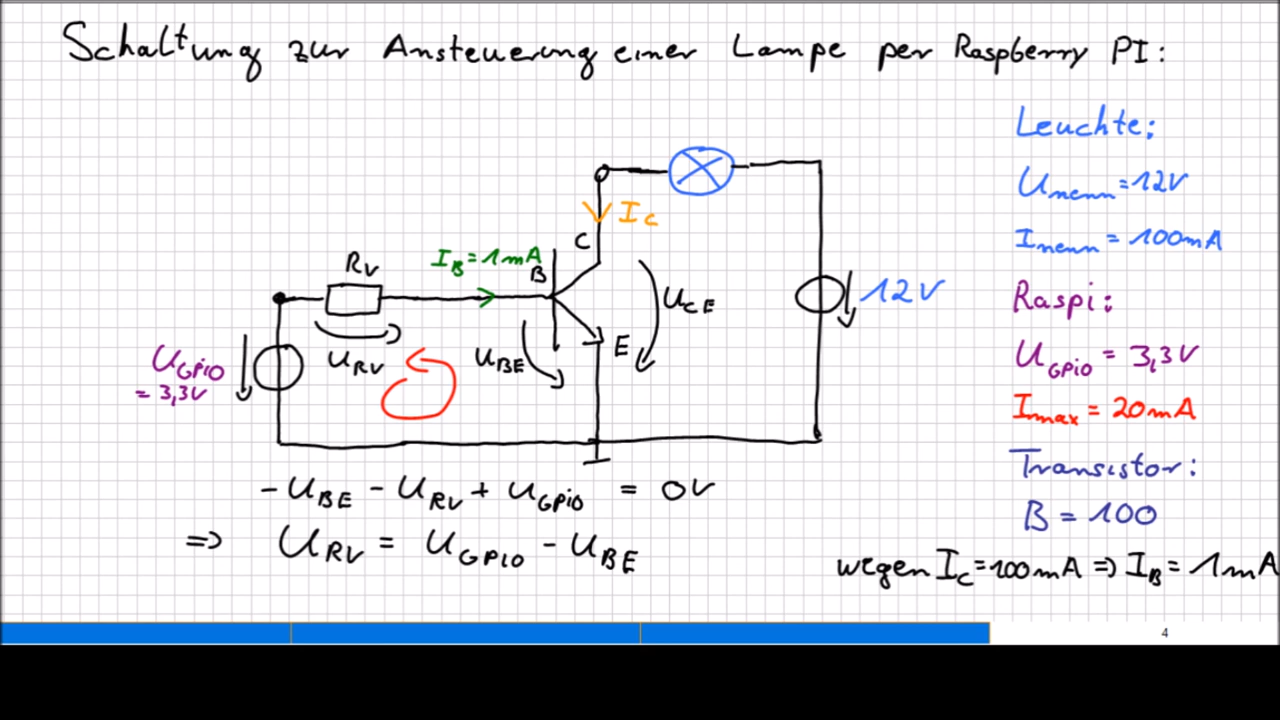 Schaltung zur Ansteuerung einer Lampe per Raspberry PI:
Leuchte:
Unenn = 12V
Inenn = 100mA
Raspi:
UGPIO = 3,3V
Imax = 20mA
Transistor:
B = 100
wegen IC = 100mA => IB = 1mA
IC
C
RV
IB = 1mA
B
UCE
12V
E
UGPIO
= 3,3V
URV
UBE
- UBE - URV + UGPIO = 0V
=> URV = UGPIO - UBE
4